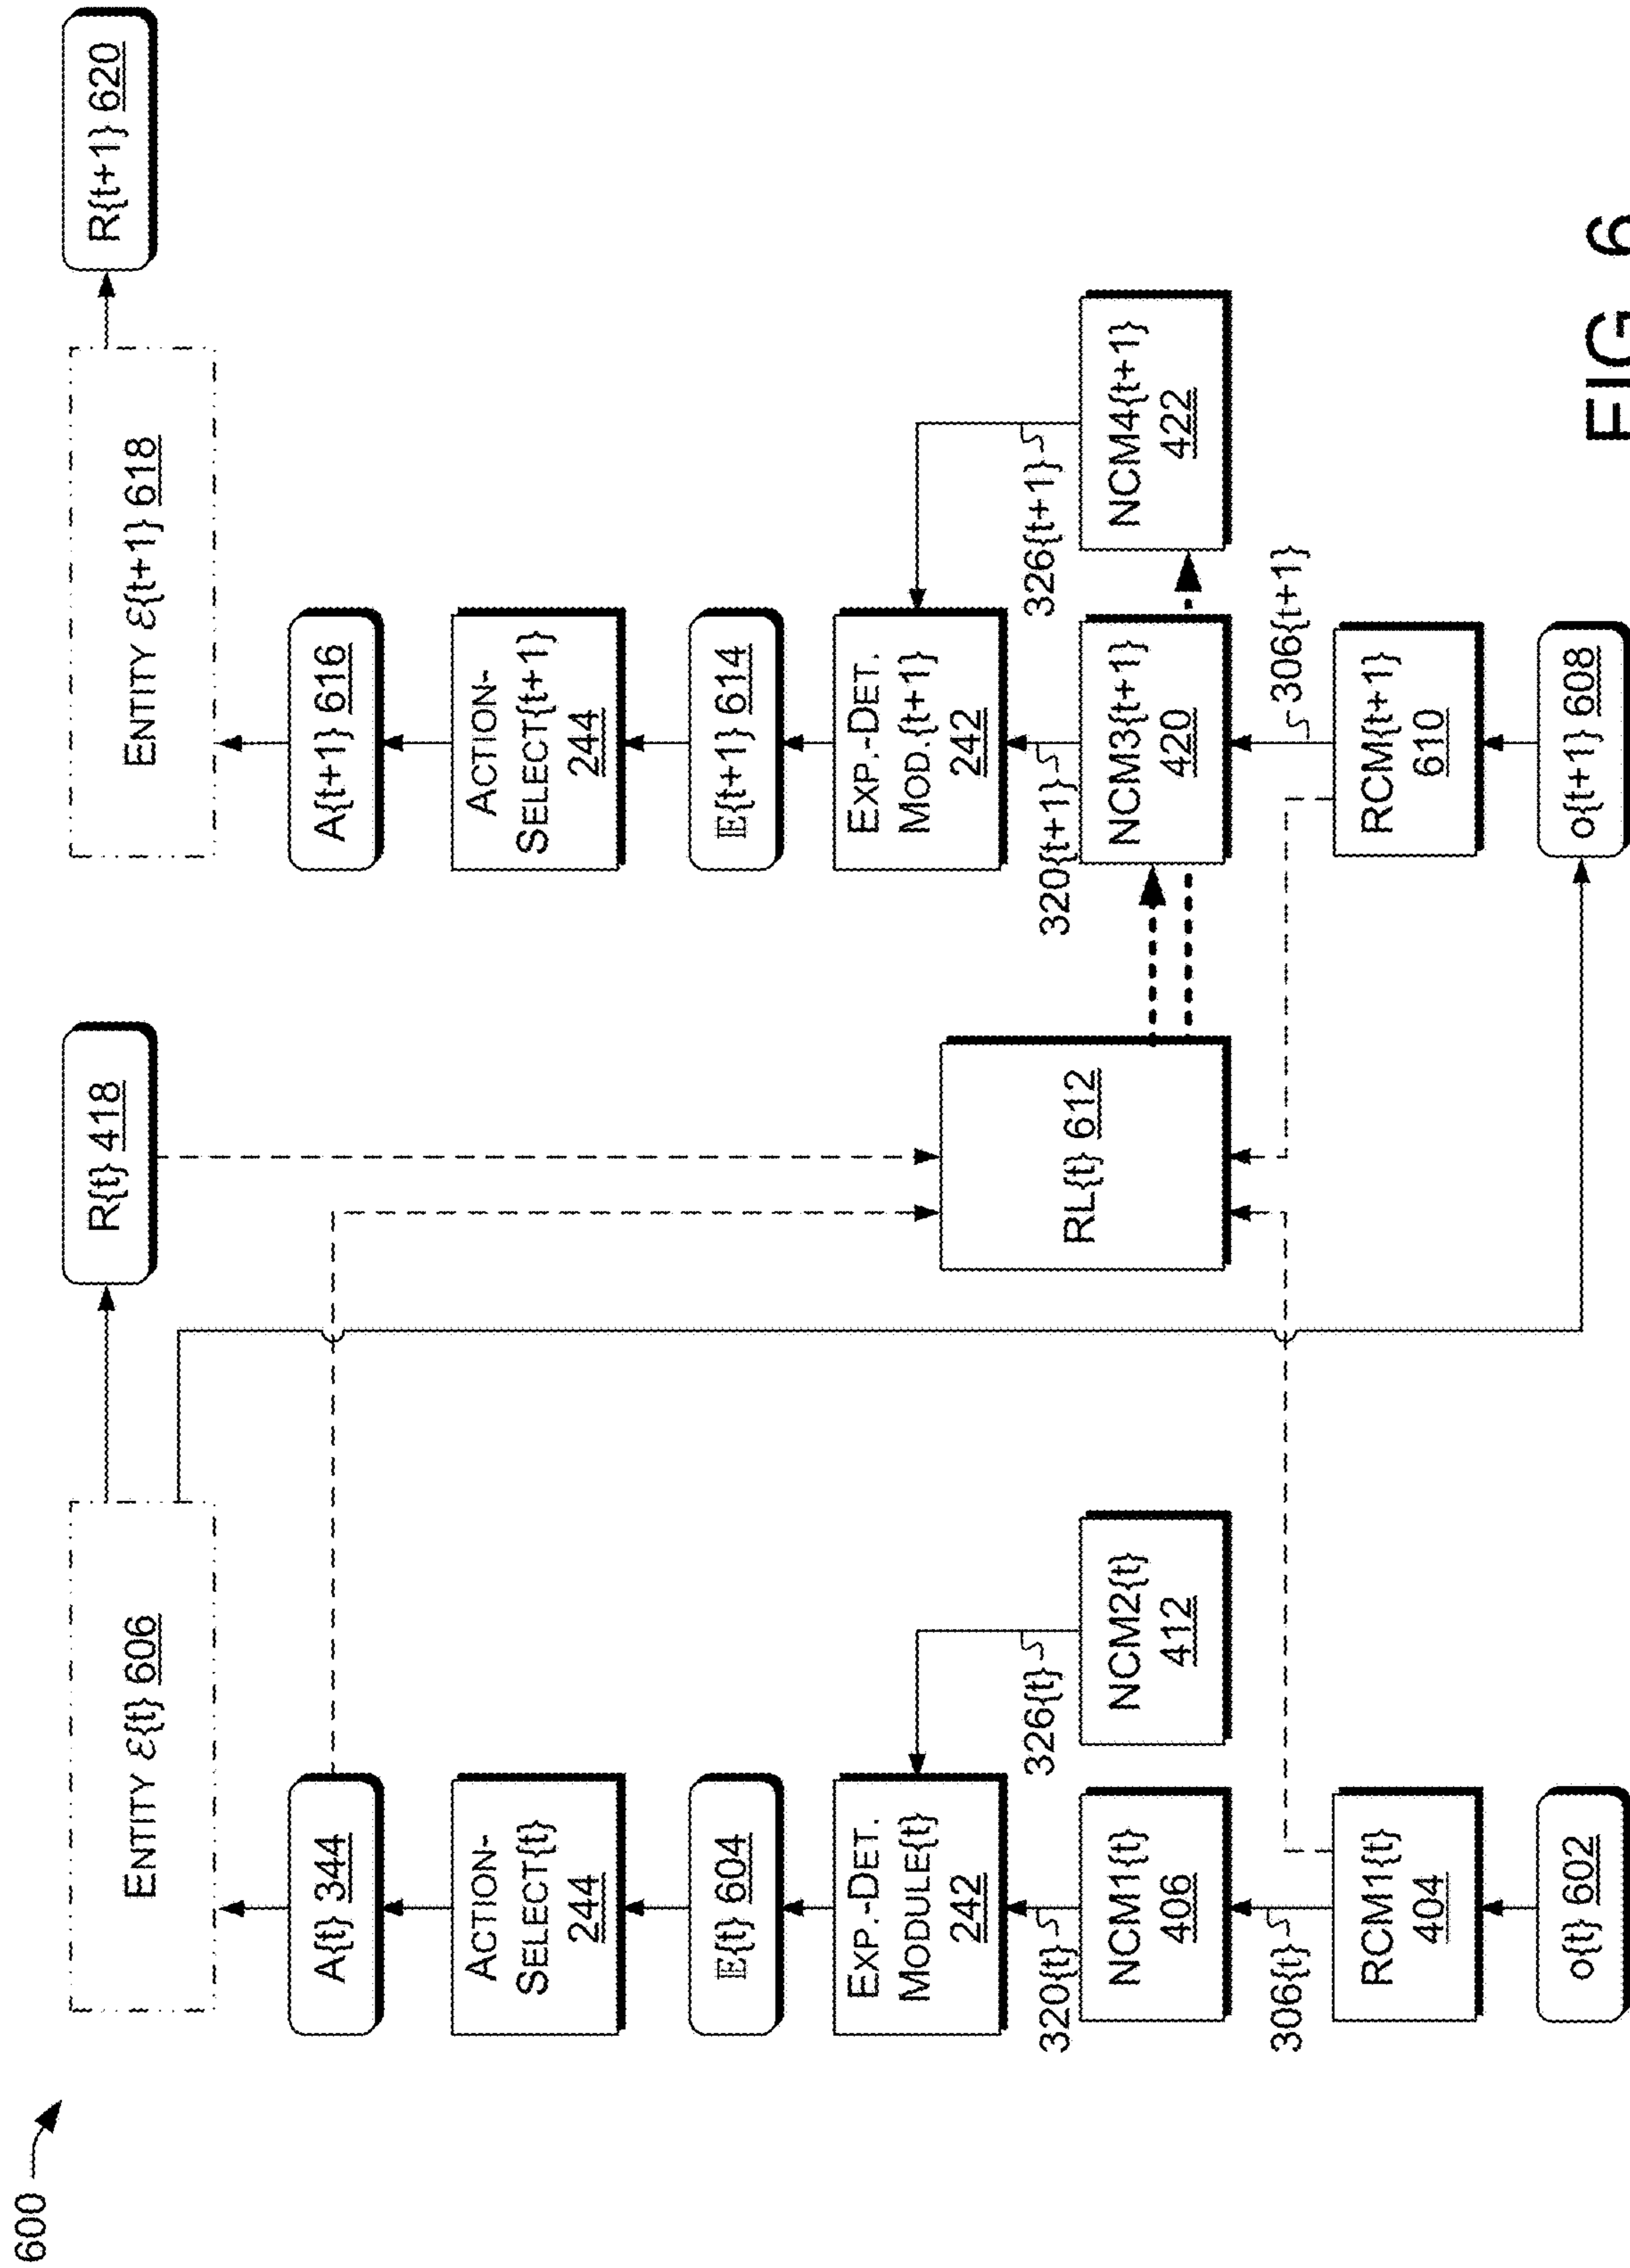 600
ENTITY ε{t} 606
R{t} 418
ENTITY ε{t+1} 618
R{t+1} 620
A{t} 344
A{t+1} 616
ACTION-
SELECT{t}
244
ACTION-
SELECT{t+1}
244
𝔼{t} 604
𝔼{t+1} 614
EXP.-DET.
MODULE{t}
242
EXP.-DET.
MOD.{t+1}
242
320{t}
326{t}
320{t+1}
326{t+1}
NCM1{t}
406
NCM2{t}
412
RL{t} 612
NCM3{t+1}
420
NCM4{t+1}
422
306{t}
306{t+1}
RCM1{t}
404
RCM{t+1}
610
o{t} 602
o{t+1} 608
FIG. 6